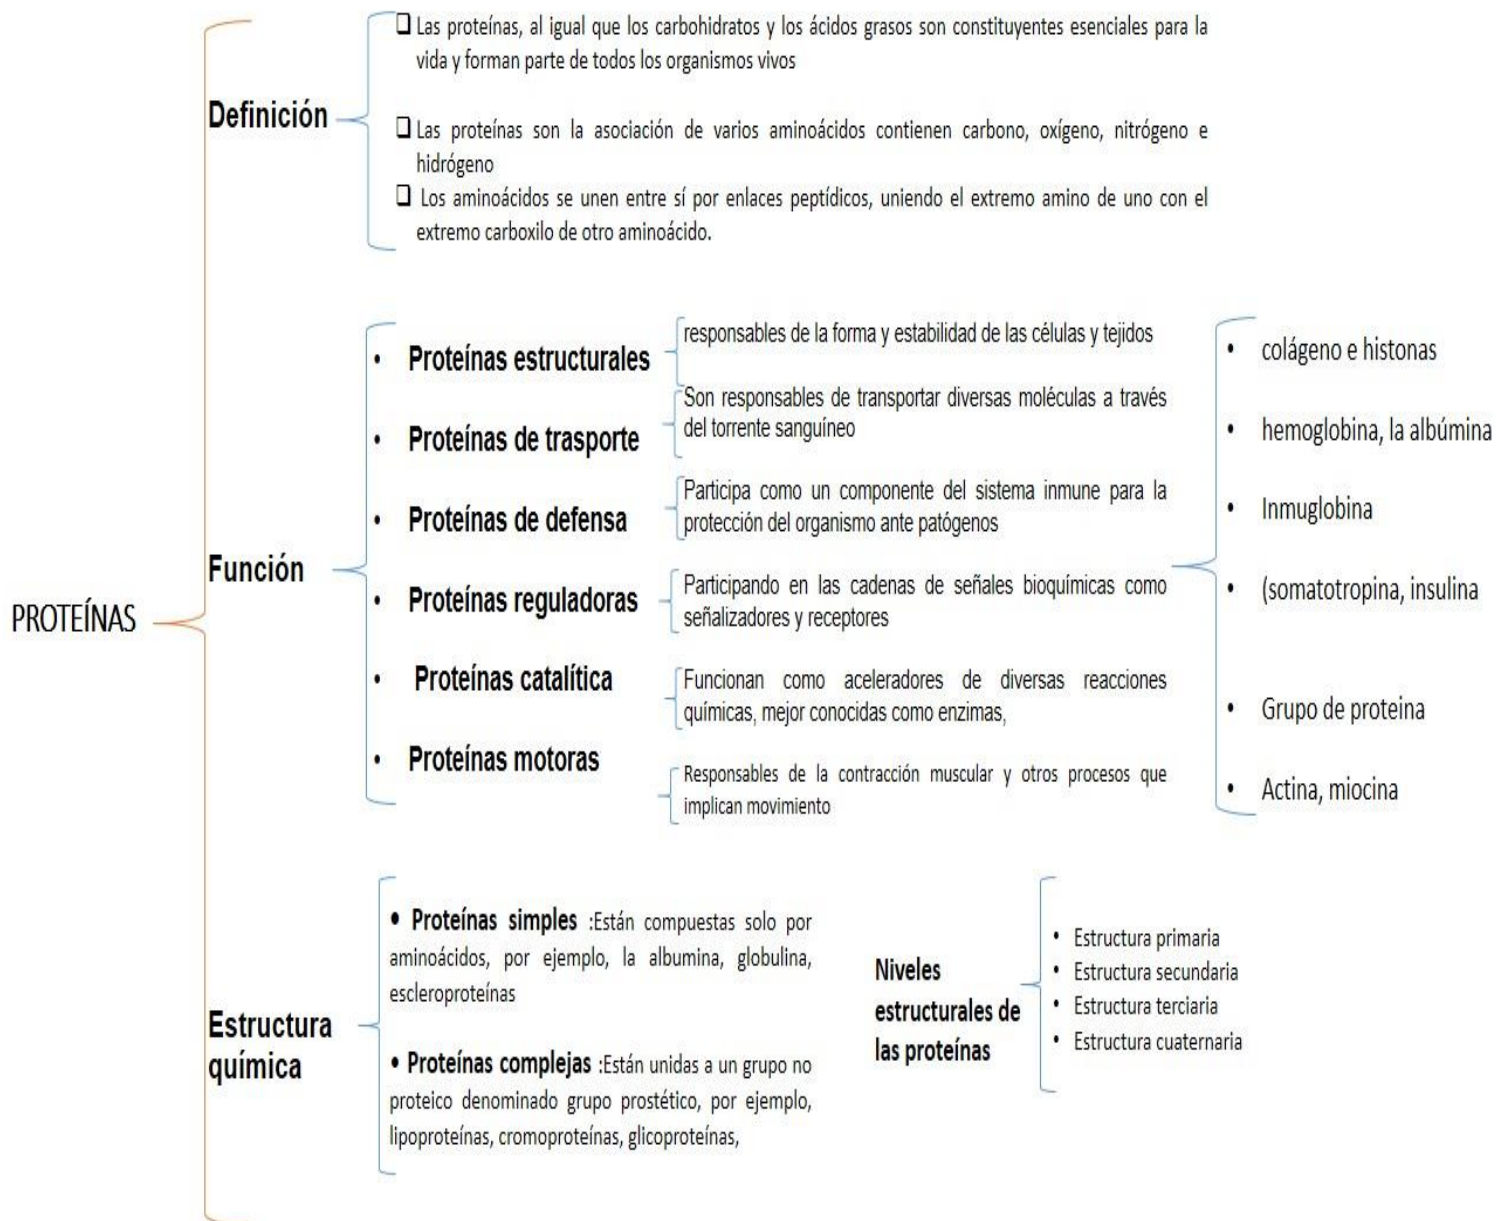 PROTEÍNAS
Definición
❑ Las proteínas, al igual que los carbohidratos y los ácidos grasos son constituyentes esenciales para la
vida y forman parte de todos los organismos vivos
❑ Las proteínas son la asociación de varios aminoácidos contienen carbono, oxígeno, nitrógeno e
hidrógeno
❑ Los aminoácidos se unen entre sí por enlaces peptídicos, uniendo el extremo amino de uno con el
extremo carboxilo de otro aminoácido.
Función
• Proteínas estructurales
responsables de la forma y estabilidad de las células y tejidos
• colágeno e histonas
• Proteínas de trasporte
Son responsables de transportar diversas moléculas a través
del torrente sanguíneo
• hemoglobina, la albúmina
• Proteínas de defensa
Participa como un componente del sistema inmune para la
protección del organismo ante patógenos
• Inmuglobina
• Proteínas reguladoras
Participando en las cadenas de señales bioquímicas como
señalizadores y receptores
• (somatotropina, insulina
• Proteínas catalítica
Funcionan como aceleradores de diversas reacciones
químicas, mejor conocidas como enzimas,
• Grupo de proteina
• Proteínas motoras
Responsables de la contracción muscular y otros procesos que
implican movimiento
• Actina, miocina
Estructura
química
• Proteínas simples :Están compuestas solo por
aminoácidos, por ejemplo, la albumina, globulina,
escleroproteínas
• Proteínas complejas :Están unidas a un grupo no
proteico denominado grupo prostético, por ejemplo,
lipoproteínas, cromoproteínas, glicoproteínas,
Niveles
estructurales de
las proteínas
• Estructura primaria
• Estructura secundaria
• Estructura terciaria
• Estructura cuaternaria